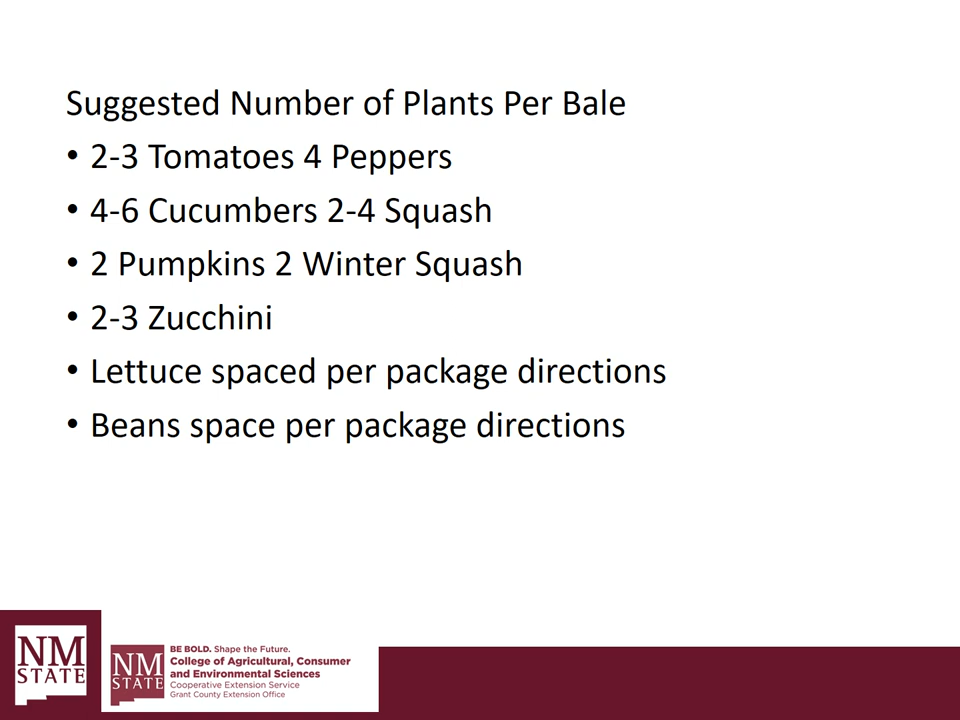 Suggested Number of Plants Per Bale
• 2-3 Tomatoes 4 Peppers
• 4-6 Cucumbers 2-4 Squash
• 2 Pumpkins 2 Winter Squash
• 2-3 Zucchini
• Lettuce spaced per package directions
• Beans space per package directions
NM
STATE
NM
STATE
BE BOLD. Shape the Future.
College of Agricultural, Consumer
and Environmental Sciences
Cooperative Extension Service
Grant County Extension Office